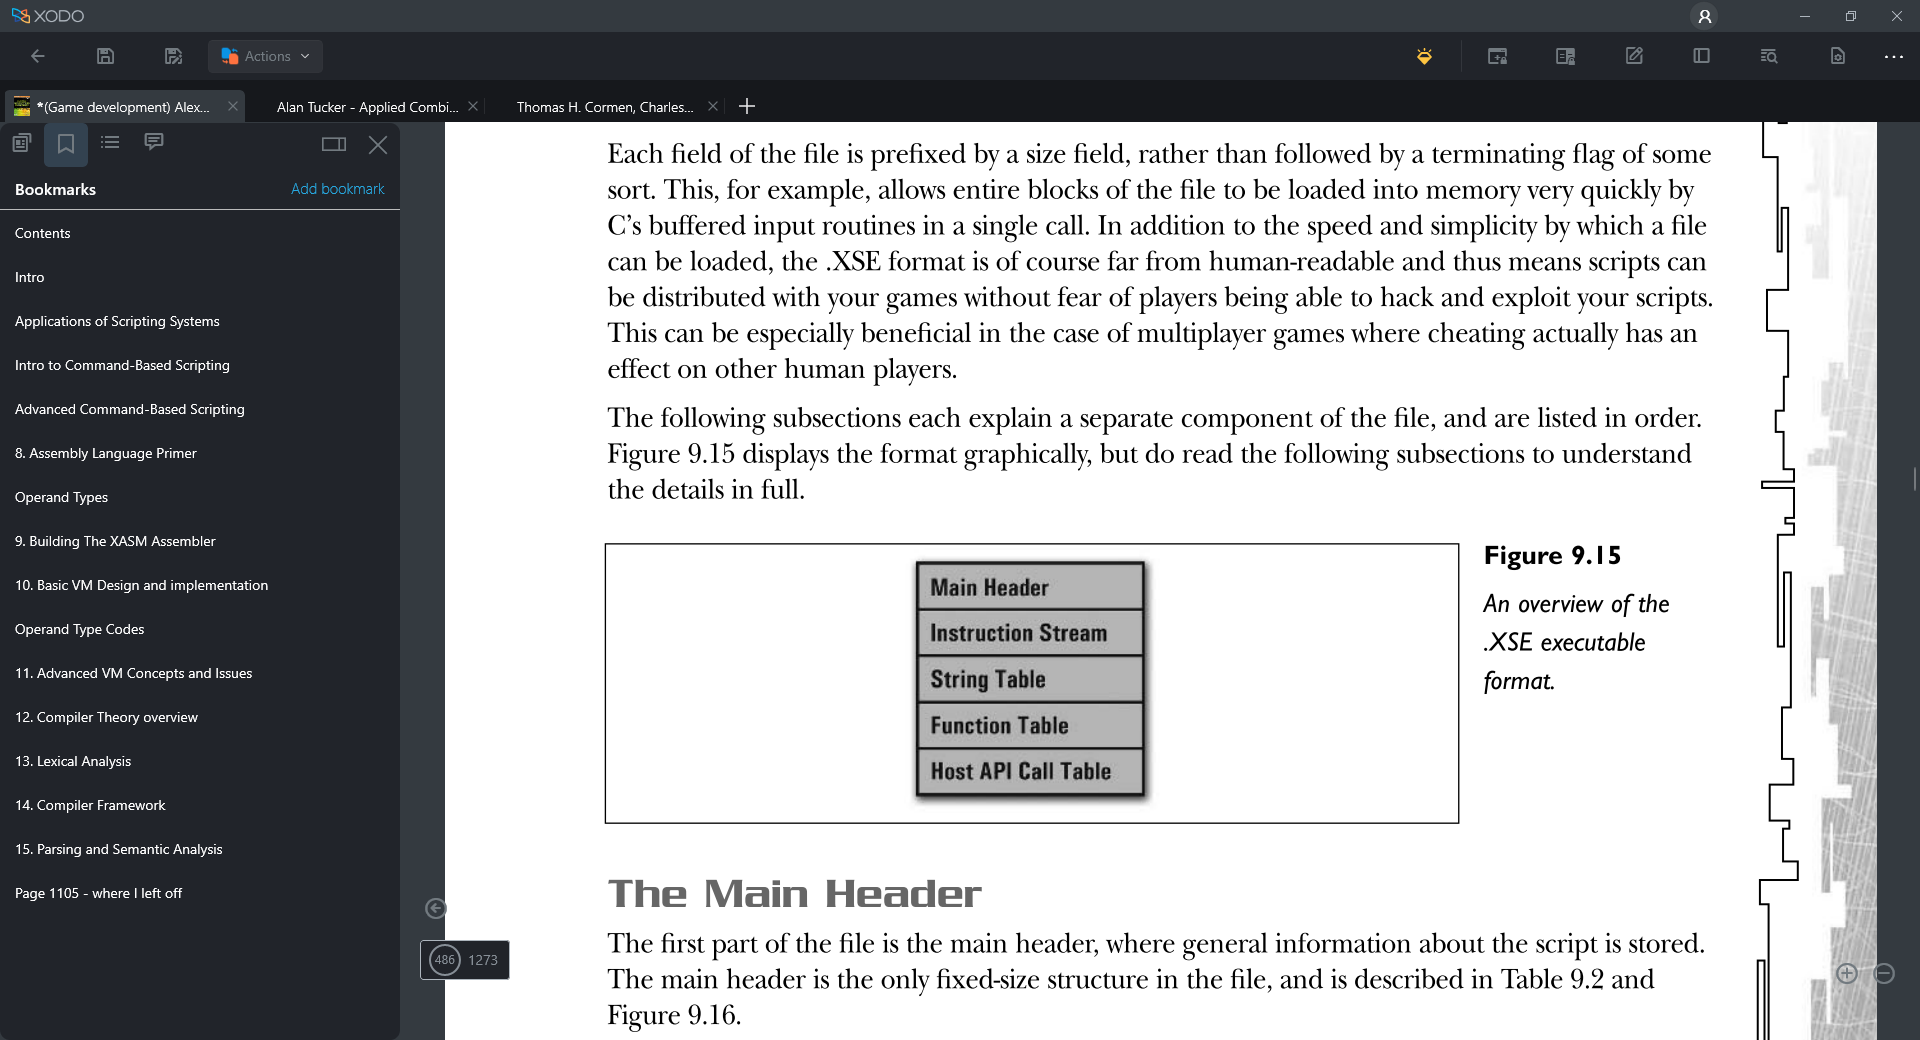 XODO
Actions
*(Game development) Alex...
Alan Tucker - Applied Combi...
Thomas H. Cormen, Charles...
Bookmarks
Add bookmark
Contents
Intro
Applications of Scripting Systems
Intro to Command-Based Scripting
Advanced Command-Based Scripting
8. Assembly Language Primer
Operand Types
9. Building The XASM Assembler
10. Basic VM Design and implementation
Operand Type Codes
11. Advanced VM Concepts and Issues
12. Compiler Theory overview
13. Lexical Analysis
14. Compiler Framework
15. Parsing and Semantic Analysis
Page 1105 - where I left off
486 1273
Each field of the file is prefixed by a size field, rather than followed by a terminating flag of some
sort. This, for example, allows entire blocks of the file to be loaded into memory very quickly by
C’s buffered input routines in a single call. In addition to the speed and simplicity by which a file
can be loaded, the .XSE format is of course far from human-readable and thus means scripts can
be distributed with your games without fear of players being able to hack and exploit your scripts.
This can be especially beneficial in the case of multiplayer games where cheating actually has an
effect on other human players.
The following subsections each explain a separate component of the file, and are listed in order.
Figure 9.15 displays the format graphically, but do read the following subsections to understand
the details in full.
Main Header
Instruction Stream
String Table
Function Table
Host API Call Table
Figure 9.15
An overview of the
.XSE executable
format.
The Main Header
The first part of the file is the main header, where general information about the script is stored.
The main header is the only fixed-size structure in the file, and is described in Table 9.2 and
Figure 9.16.